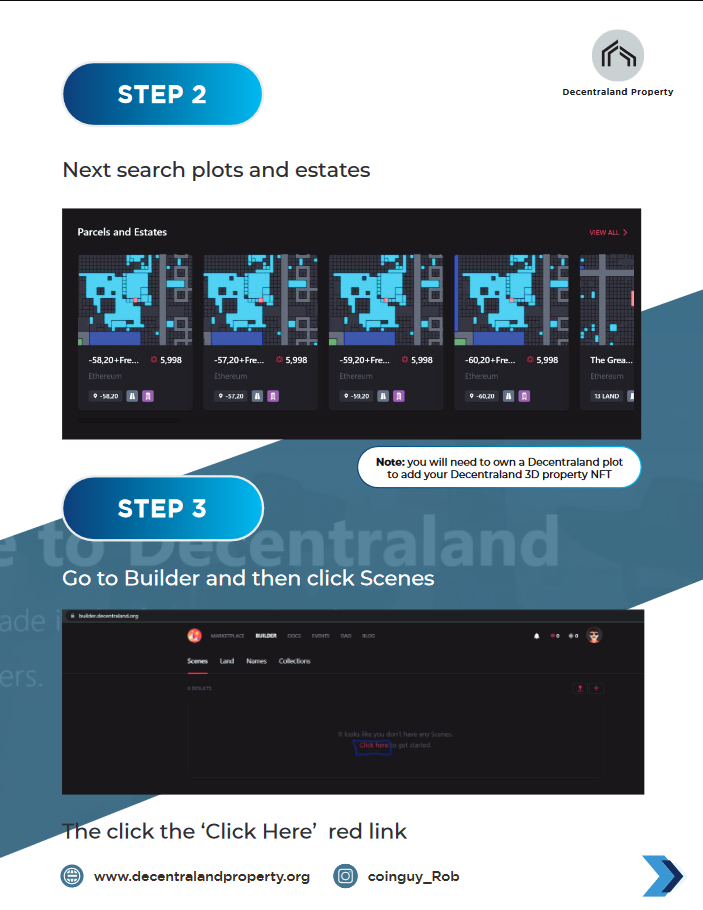 STEP 2
Decentraland Property
Next search plots and estates
Parcels and Estates
VIEW ALL >
-58,20+Fre... 5,998
Ethereum
-58,20
-57,20+Fre... 5,998
Ethereum
-57,20
-59,20+Fre... 5,998
Ethereum
-59,20
-60,20+Fre... 5,998
Ethereum
-60,20
The Grea...
Ethereum
13 LAND
Note: you will need to own a Decentraland plot
to add your Decentraland 3D property NFT
STEP 3
e to Decentraland
ade i
ers.
Go to Builder and then click Scenes
builder.decentraland.org
MARKETPLACE BUILDER DOCS EVENTS DAO BLOG
0 0
Scenes Land Names Collections
0 RESULTS
It looks like you don't have any Scenes.
Click here to get started.
The click the ‘Click Here’ red link
www.decentralandproperty.org
coinguy_Rob